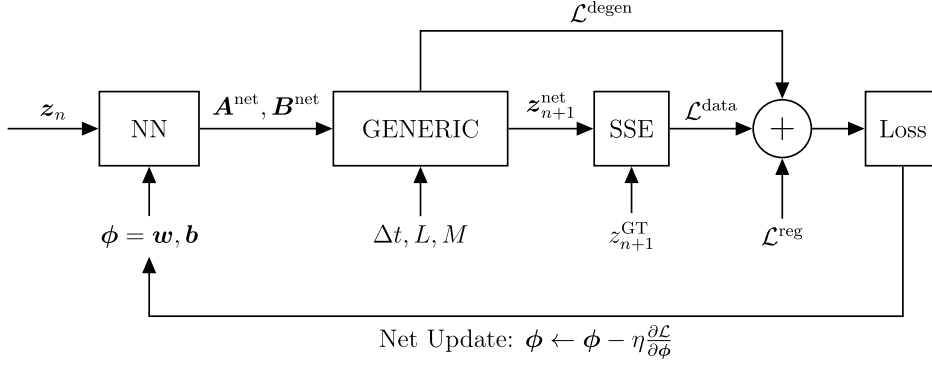 ℒ^degen
z_n
NN
A^net, B^net
GENERIC
z_{n+1}^net
SSE
ℒ^data
+
Loss
ϕ = w, b
Δt, L, M
z_{n+1}^GT
ℒ^reg
Net Update: ϕ ← ϕ − η ∂ℒ/∂ϕ